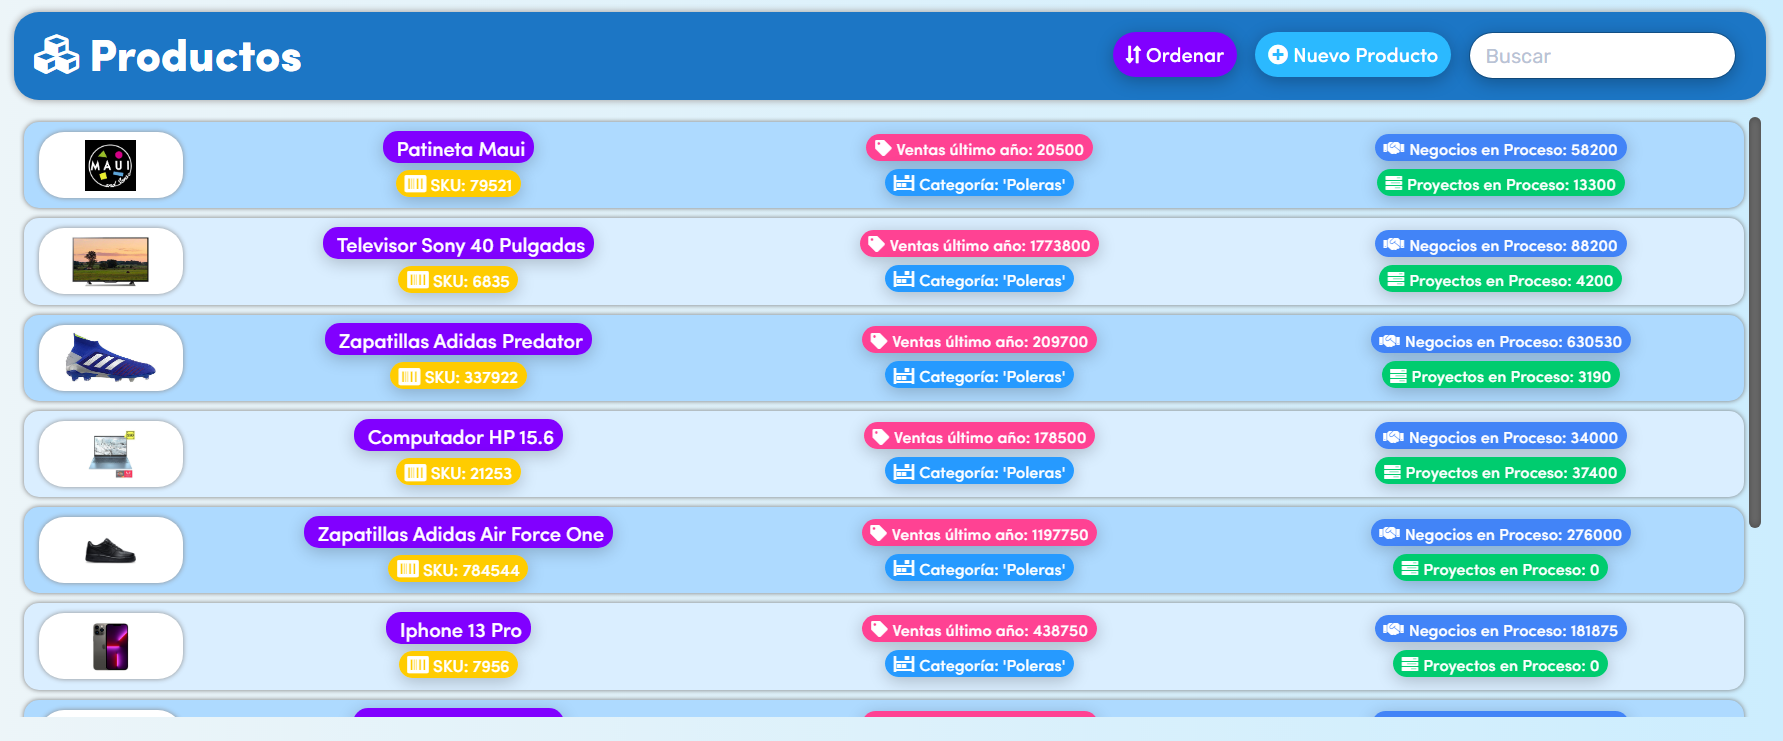 Productos
Ordenar
Nuevo Producto
Buscar
MAUI
and Sons
Patineta Maui
SKU: 79521
Ventas último año: 20500
Categoría: 'Poleras'
Negocios en Proceso: 58200
Proyectos en Proceso: 13300
Televisor Sony 40 Pulgadas
SKU: 6835
Ventas último año: 1773800
Categoría: 'Poleras'
Negocios en Proceso: 88200
Proyectos en Proceso: 4200
Zapatillas Adidas Predator
SKU: 337922
Ventas último año: 209700
Categoría: 'Poleras'
Negocios en Proceso: 630530
Proyectos en Proceso: 3190
Computador HP 15.6
SKU: 21253
Ventas último año: 178500
Categoría: 'Poleras'
Negocios en Proceso: 34000
Proyectos en Proceso: 37400
Zapatillas Adidas Air Force One
SKU: 784544
Ventas último año: 1197750
Categoría: 'Poleras'
Negocios en Proceso: 276000
Proyectos en Proceso: 0
Iphone 13 Pro
SKU: 7956
Ventas último año: 438750
Categoría: 'Poleras'
Negocios en Proceso: 181875
Proyectos en Proceso: 0